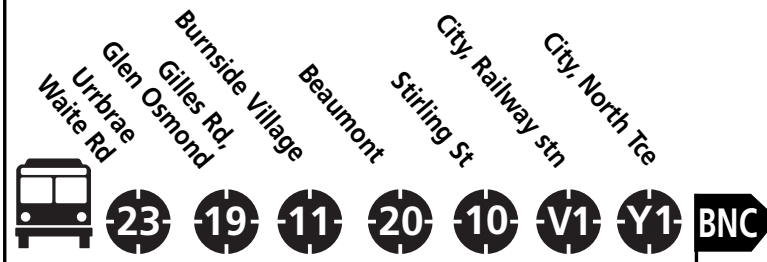 Waite Rd
Urrbrae
Glen Osmond
Gilles Rd,
Burnside Village
Beaumont
Stirling St
City, Railway stn
City, North Tce
23
19
11
20
10
V1
Y1
BNC